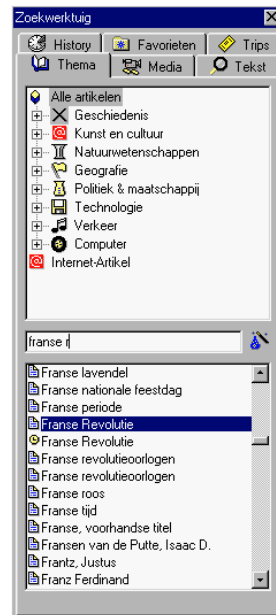 Zoekwerktuig
History Favorieten Trips
Thema Media Tekst
Alle artikelen
Geschiedenis
Kunst en cultuur
Natuurwetenschappen
Geografie
Politiek & maatschappij
Technologie
Verkeer
Computer
Internet-Artikel
franse r
Franse lavendel
Franse nationale feestdag
Franse periode
Franse Revolutie
Franse Revolutie
Franse revolutieoorlogen
Franse revolutieoorlogen
Franse roos
Franse tijd
Franse, voorhandse titel
Fransen van de Putte, Isaac D.
Frantz, Justus
Franz Ferdinand